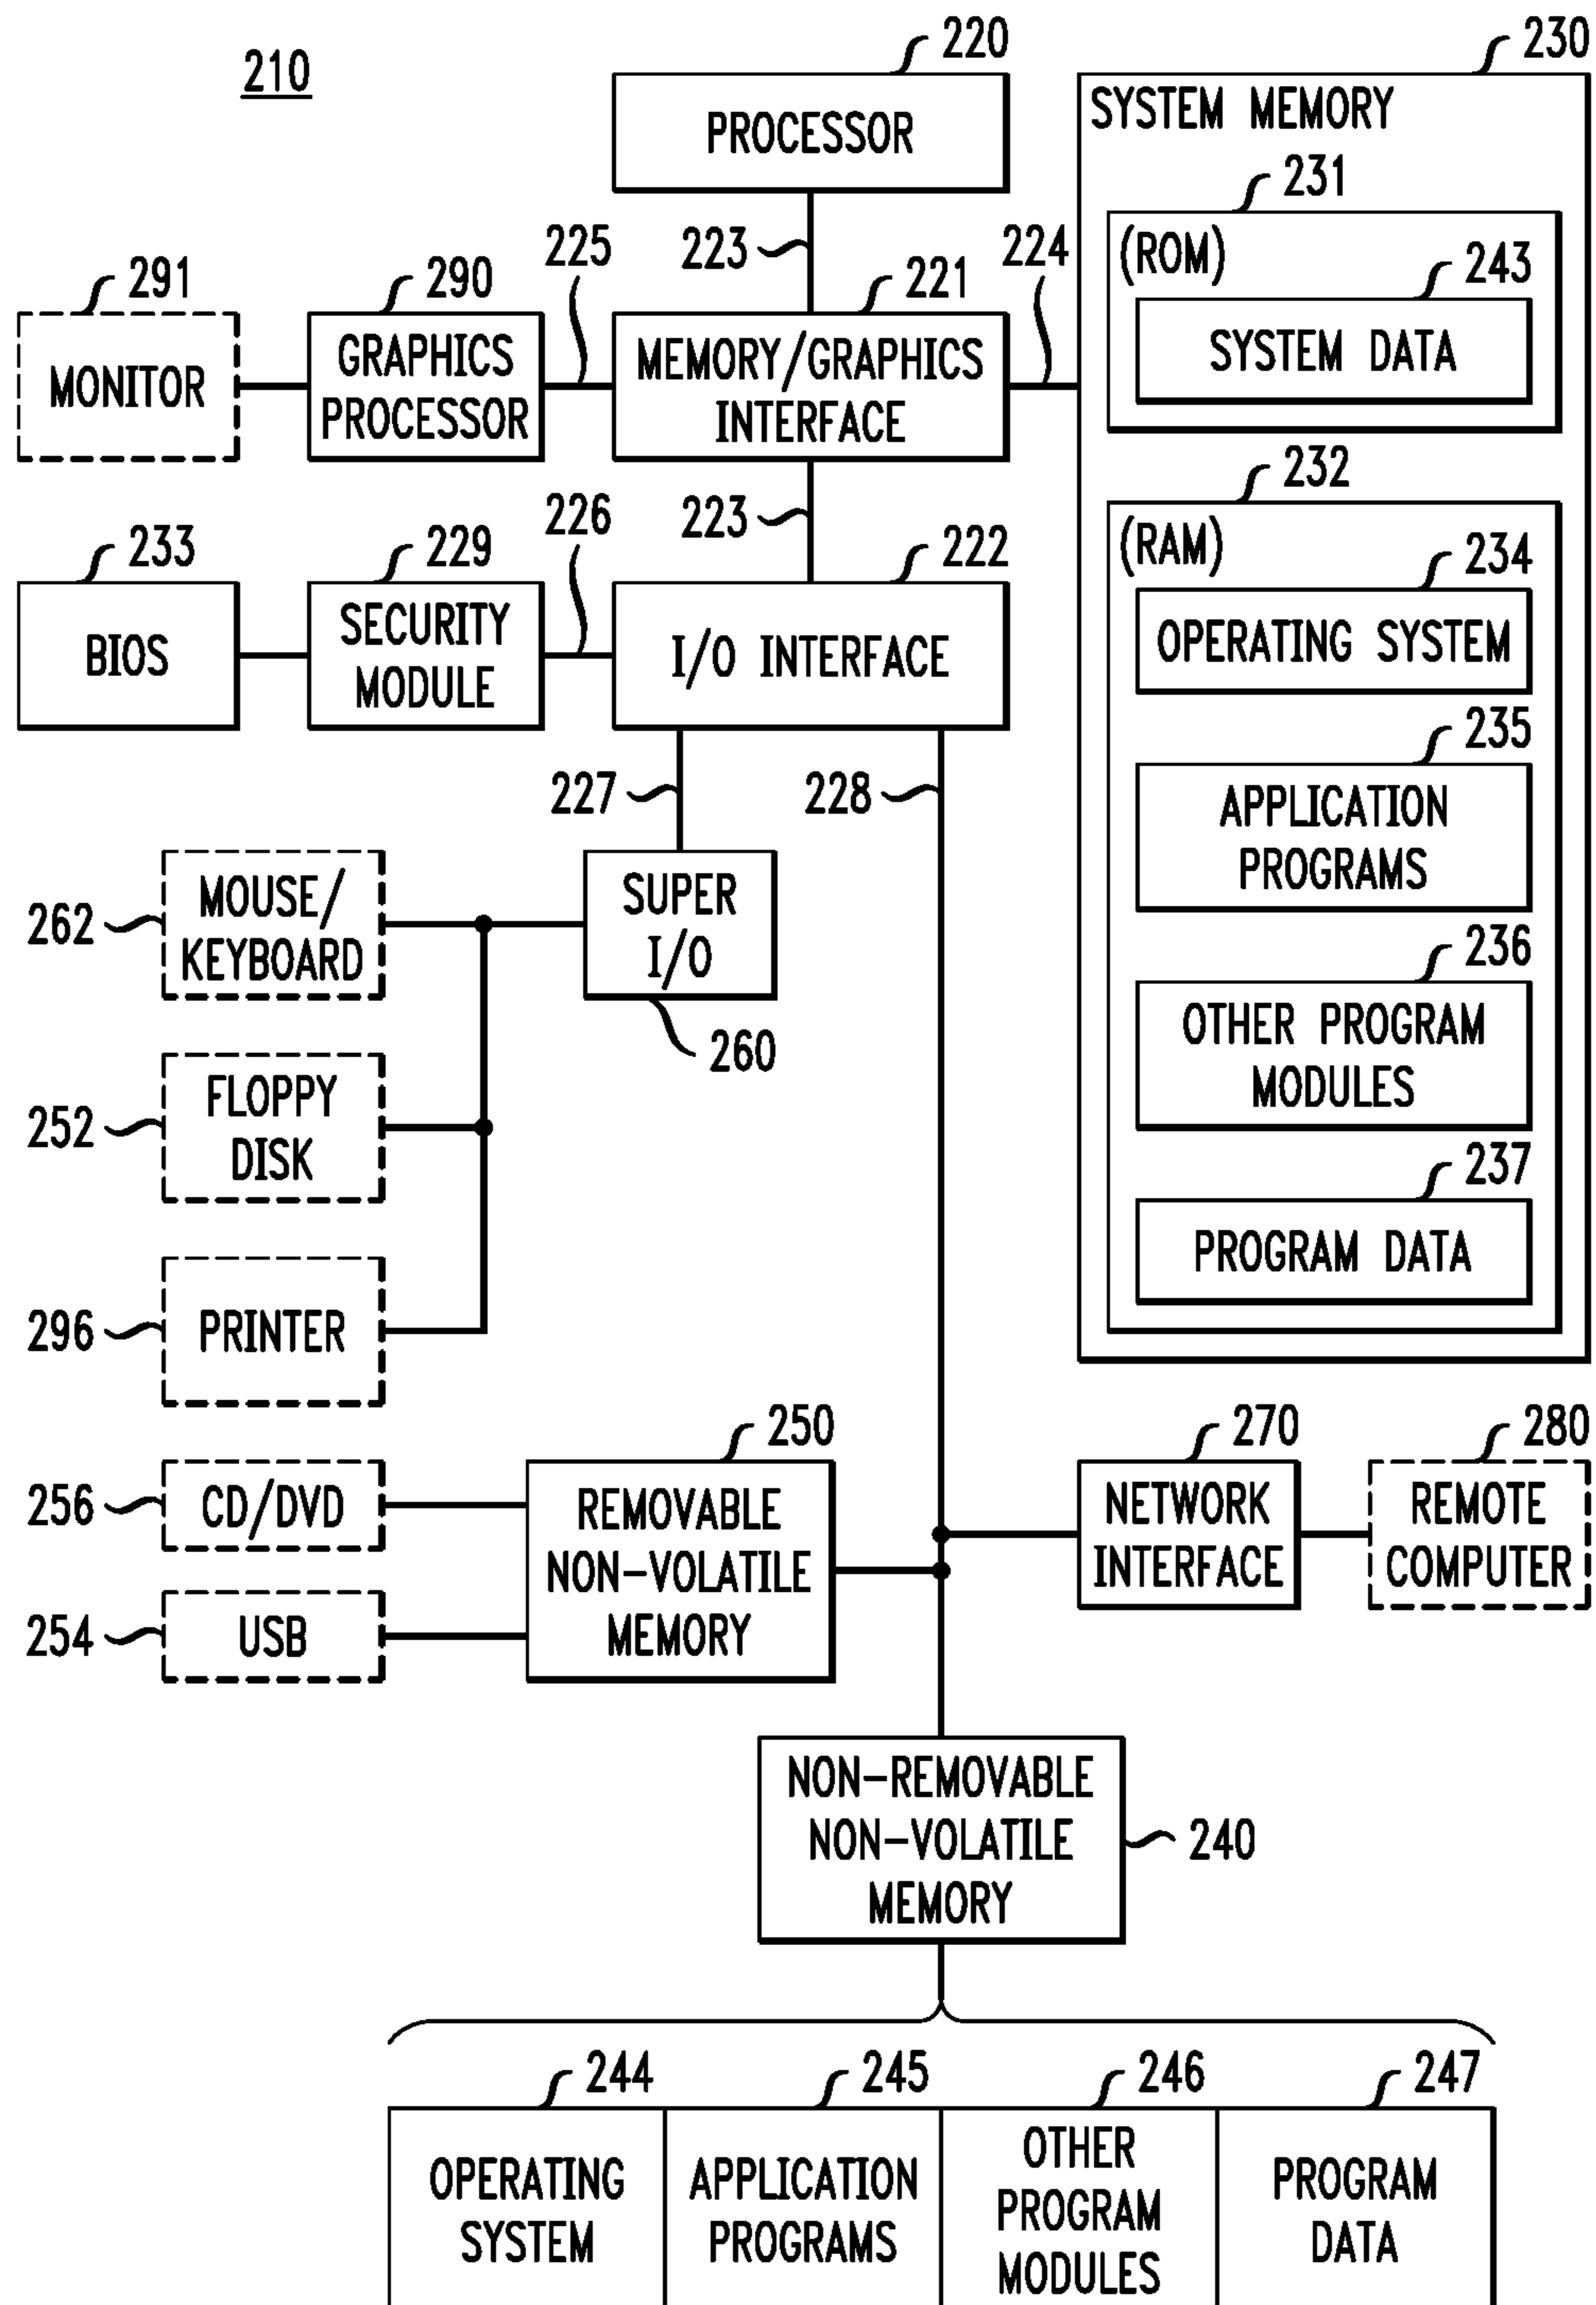 210
220
PROCESSOR
230
SYSTEM MEMORY
231
(ROM)
243
SYSTEM DATA
223
225
224
291
MONITOR
290
GRAPHICS
PROCESSOR
221
MEMORY/GRAPHICS
INTERFACE
232
(RAM)
234
OPERATING SYSTEM
235
APPLICATION
PROGRAMS
236
OTHER PROGRAM
MODULES
237
PROGRAM DATA
223
226
233
BIOS
229
SECURITY
MODULE
222
I/O INTERFACE
227
228
262
MOUSE/
KEYBOARD
SUPER
I/O
260
252
FLOPPY
DISK
296
PRINTER
250
REMOVABLE
NON-VOLATILE
MEMORY
256
CD/DVD
254
USB
270
NETWORK
INTERFACE
280
REMOTE
COMPUTER
NON-REMOVABLE
NON-VOLATILE
MEMORY
240
244
OPERATING
SYSTEM
245
APPLICATION
PROGRAMS
246
OTHER
PROGRAM
MODULES
247
PROGRAM
DATA